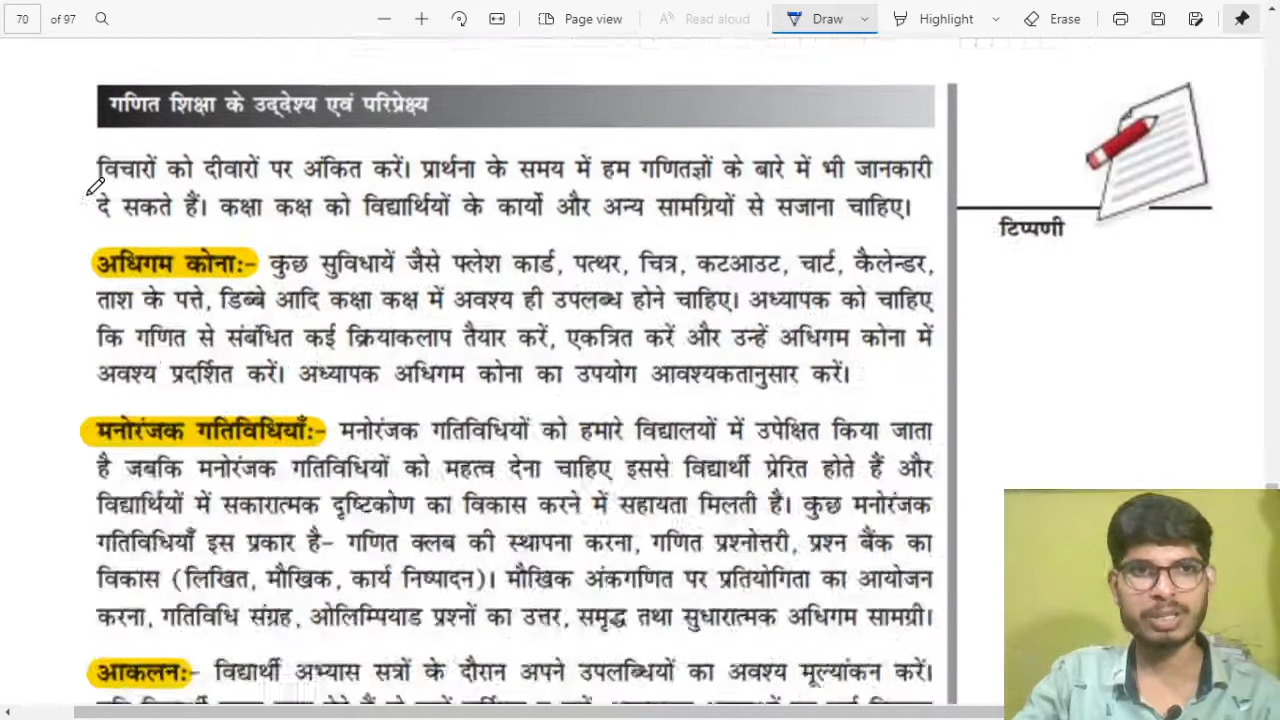 70 of 97 Page view Read aloud Draw Highlight Erase
गणित शिक्षा के उद्देश्य एवं परिप्रेक्ष्य
विचारों को दीवारों पर अंकित करें। प्रार्थना के समय में हम गणितज्ञों के बारे में भी जानकारी
दे सकते हैं। कक्षा कक्ष को विद्यार्थियों के कार्यो और अन्य सामग्रियों से सजाना चाहिए।
टिप्पणी
अधिगम कोना:- कुछ सुविधायें जैसे फ्लेश कार्ड, पत्थर, चित्र, कटआउट, चार्ट, कैलेन्डर,
ताश के पत्ते, डिब्बे आदि कक्षा कक्ष में अवश्य ही उपलब्ध होने चाहिए। अध्यापक को चाहिए
कि गणित से संबंधित कई क्रियाकलाप तैयार करें, एकत्रित करें और उन्हें अधिगम कोना में
अवश्य प्रदर्शित करें। अध्यापक अधिगम कोना का उपयोग आवश्यकतानुसार करें।
मनोरंजक गतिविधियाँ:- मनोरंजक गतिविधियों को हमारे विद्यालयों में उपेक्षित किया जाता
है जबकि मनोरंजक गतिविधियों को महत्व देना चाहिए इससे विद्यार्थी प्रेरित होते हैं और
विद्यार्थियों में सकारात्मक दृष्टिकोण का विकास करने में सहायता मिलती है। कुछ मनोरंजक
गतिविधियाँ इस प्रकार है- गणित क्लब की स्थापना करना, गणित प्रश्नोत्तरी, प्रश्न बैंक का
विकास (लिखित, मौखिक, कार्य निष्पादन)। मौखिक अंकगणित पर प्रतियोगिता का आयोजन
करना, गतिविधि संग्रह, ओलिम्पियाड प्रश्नों का उत्तर, समृद्ध तथा सुधारात्मक अधिगम सामग्री।
आकलन:- विद्यार्थी अभ्यास सत्रों के दौरान अपने उपलब्धियों का अवश्य मूल्यांकन करें।